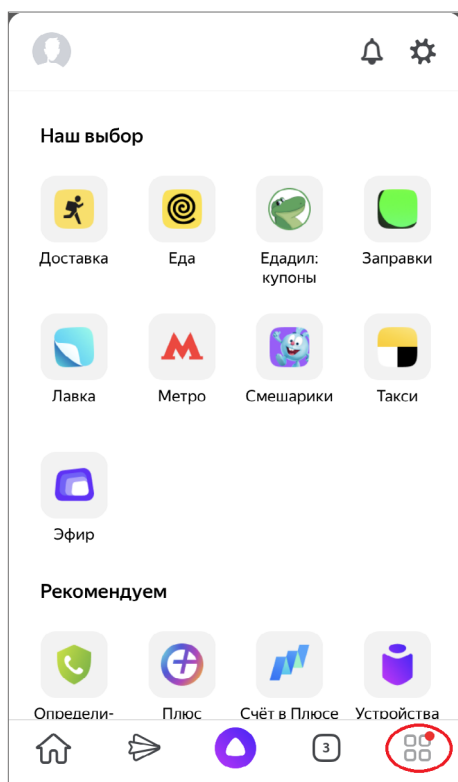 Наш выбор
Доставка
Еда
Едадил:
купоны
Заправки
Лавка
Метро
Смешарики
Такси
Эфир
Рекомендуем
Определи-
Плюс
Счёт в Плюсе
Устройства
3